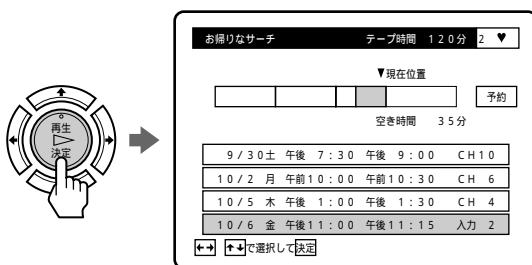 お帰りなサーチ テープ時間 120分 2 ♥
▼現在位置
予約
空き時間 35分
再生
決定
9/30土 午後 7:30 午後 9:00 CH10
10/2 月 午前10:00 午前10:30 CH 6
10/5 木 午後 1:00 午後 1:30 CH 4
10/6 金 午後11:00 午後11:15 入力 2
←→ ↑↓で選択して決定